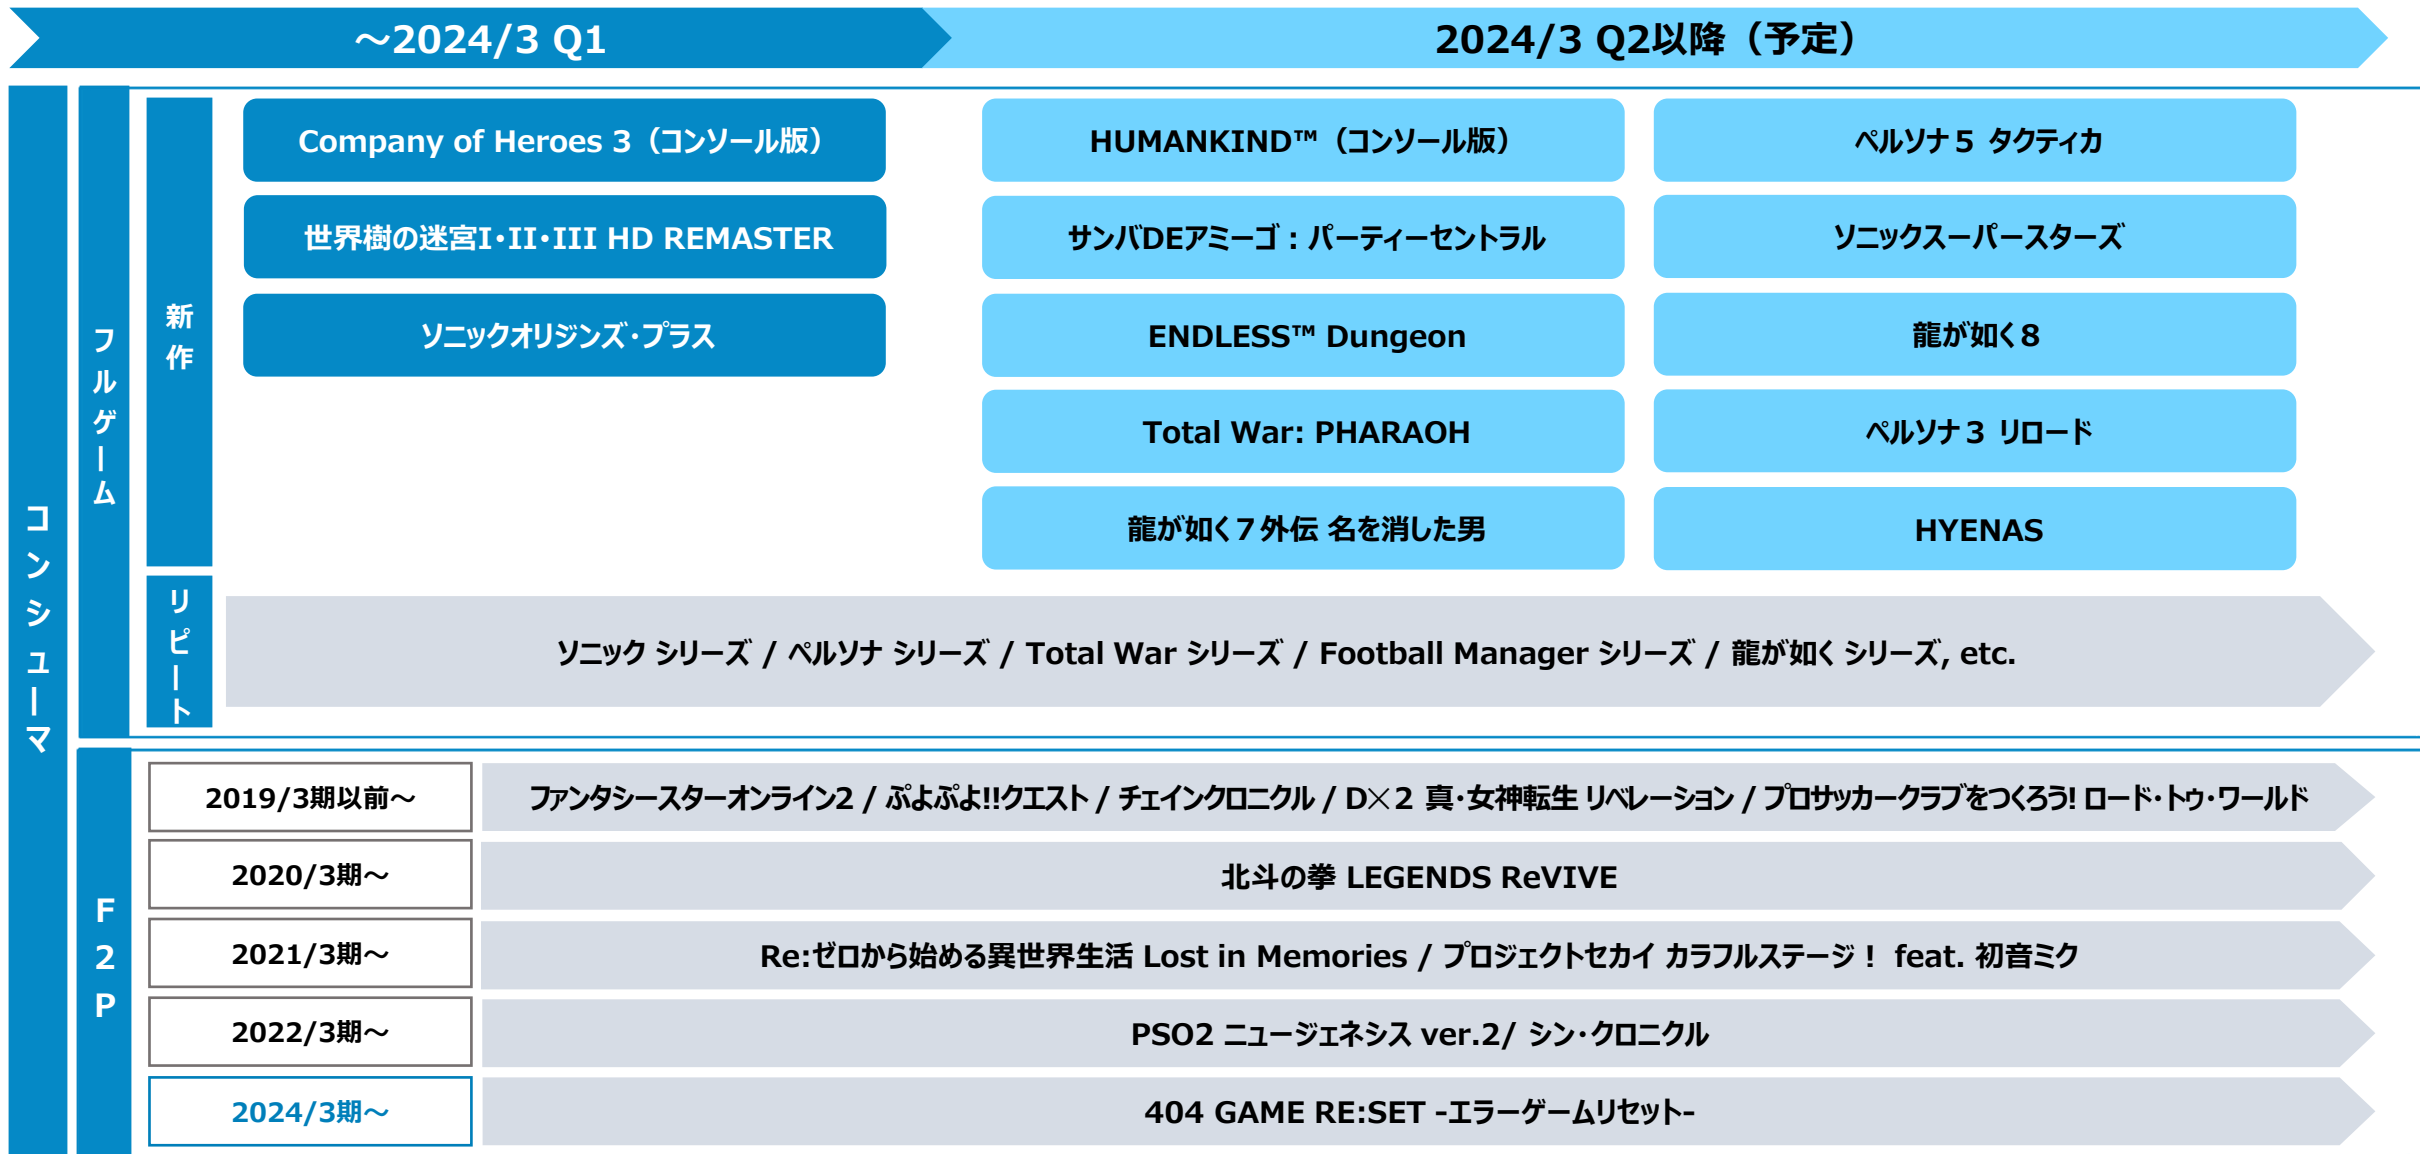 ～2024/3 Q1
2024/3 Q2以降（予定）
コンシューマ
フルゲーム
新作
Company of Heroes 3（コンソール版）
世界樹の迷宮I・II・III HD REMASTER
ソニックオリジンズ・プラス
HUMANKIND™（コンソール版）
サンバDEアミーゴ：パーティーセントラル
ENDLESS™ Dungeon
Total War: PHARAOH
龍が如く７外伝 名を消した男
ペルソナ５ タクティカ
ソニックスーパースターズ
龍が如く８
ペルソナ３ リロード
HYENAS
リピート
ソニック シリーズ / ペルソナ シリーズ / Total War シリーズ / Football Manager シリーズ / 龍が如く シリーズ, etc.
F2P
2019/3期以前～
ファンタシースターオンライン2 / ぷよぷよ!!クエスト / チェインクロニクル / D×２ 真・女神転生 リベレーション / プロサッカークラブをつくろう! ロード・トゥ・ワールド
2020/3期～
北斗の拳 LEGENDS ReVIVE
2021/3期～
Re:ゼロから始める異世界生活 Lost in Memories / プロジェクトセカイ カラフルステージ！ feat. 初音ミク
2022/3期～
PSO2 ニュージェネシス ver.2/ シン・クロニクル
2024/3期～
404 GAME RE:SET -エラーゲームリセット-